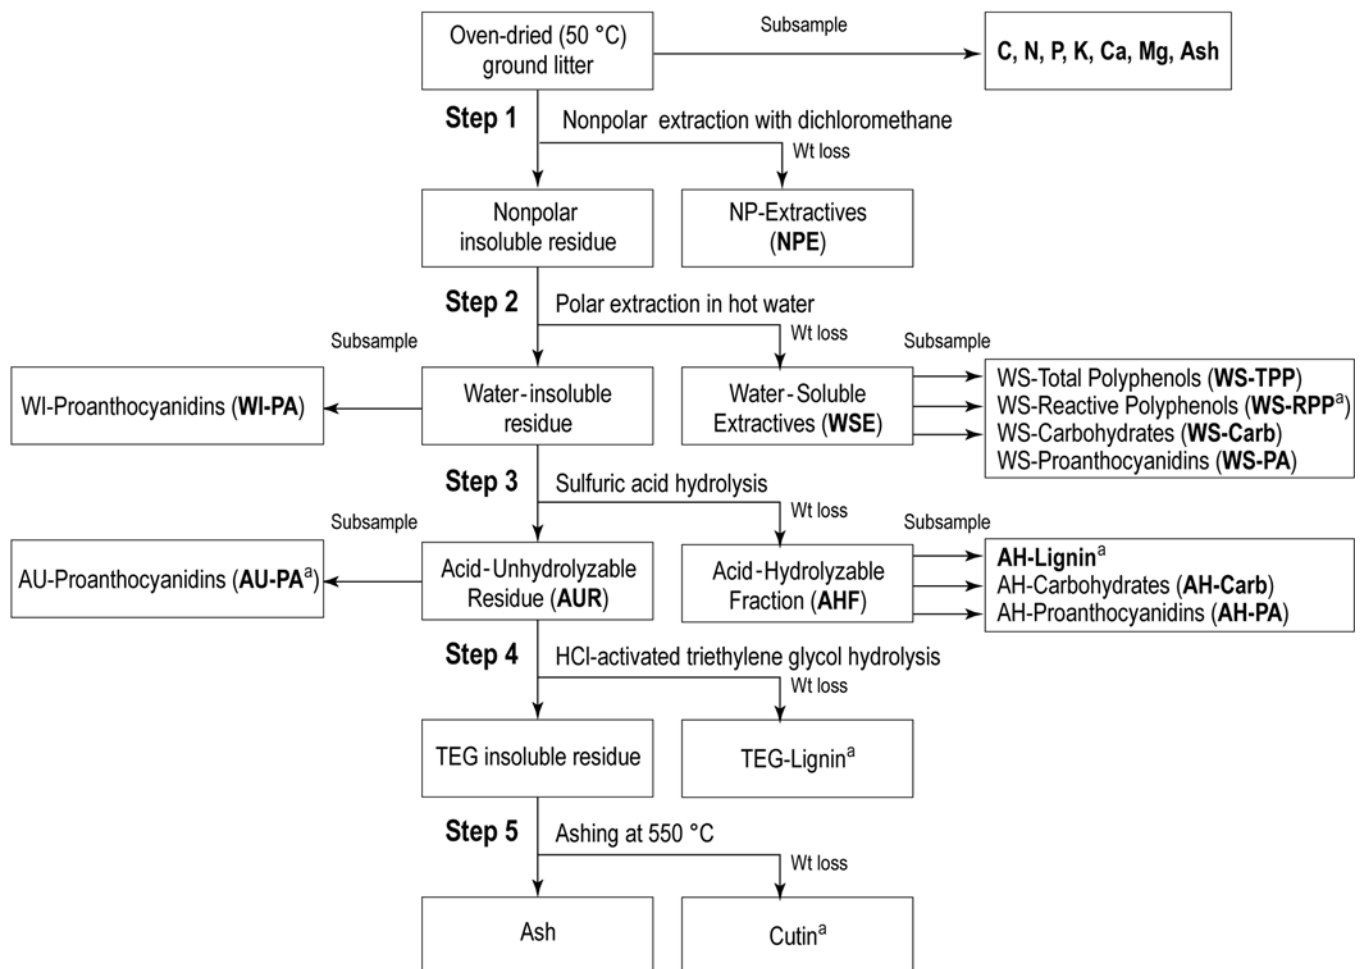 Oven-dried (50 °C)
ground litter
Subsample
C, N, P, K, Ca, Mg, Ash
Step 1
Nonpolar extraction with dichloromethane
Wt loss
Nonpolar
insoluble residue
NP-Extractives
(NPE)
Step 2
Polar extraction in hot water
Wt loss
Subsample
Subsample
WI-Proanthocyanidins (WI-PA)
Water-insoluble
residue
Water-Soluble
Extractives (WSE)
WS-Total Polyphenols (WS-TPP)
WS-Reactive Polyphenols (WS-RPPa)
WS-Carbohydrates (WS-Carb)
WS-Proanthocyanidins (WS-PA)
Step 3
Sulfuric acid hydrolysis
Wt loss
Subsample
Subsample
AU-Proanthocyanidins (AU-PAa)
Acid-Unhydrolyzable
Residue (AUR)
Acid-Hydrolyzable
Fraction (AHF)
AH-Lignina
AH-Carbohydrates (AH-Carb)
AH-Proanthocyanidins (AH-PA)
Step 4
HCl-activated triethylene glycol hydrolysis
Wt loss
TEG insoluble residue
TEG-Lignina
Step 5
Ashing at 550 °C
Wt loss
Ash
Cutina